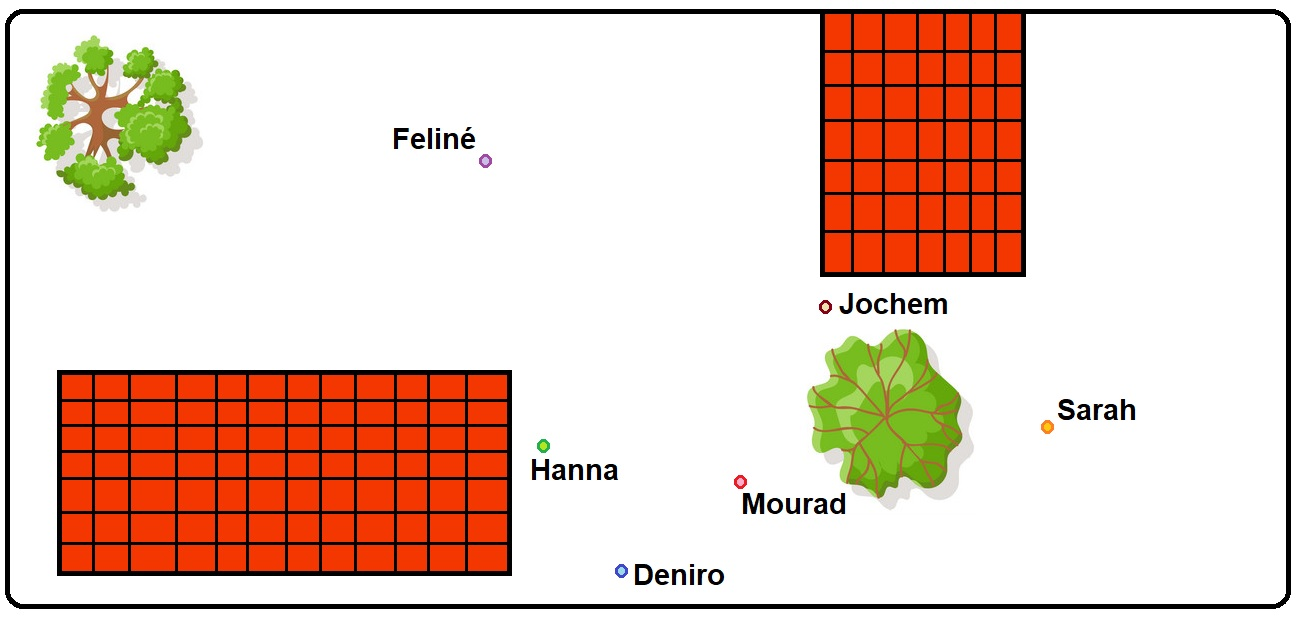 Feliné
Jochem
Sarah
Hanna
Mourad
Deniro